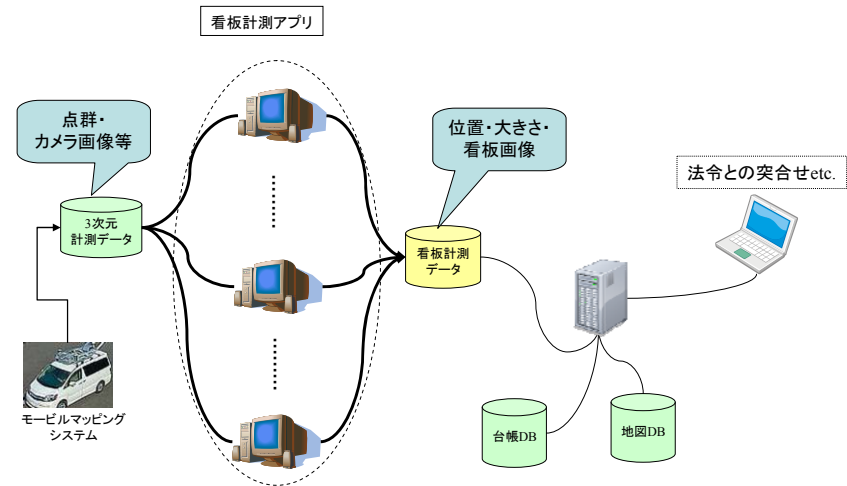 看板計測アプリ
点群・
カメラ画像等
位置・大きさ・
看板画像
法令との突合せetc.
3次元
計測データ
看板計測
データ
モービルマッピング
システム
台帳DB
地図DB